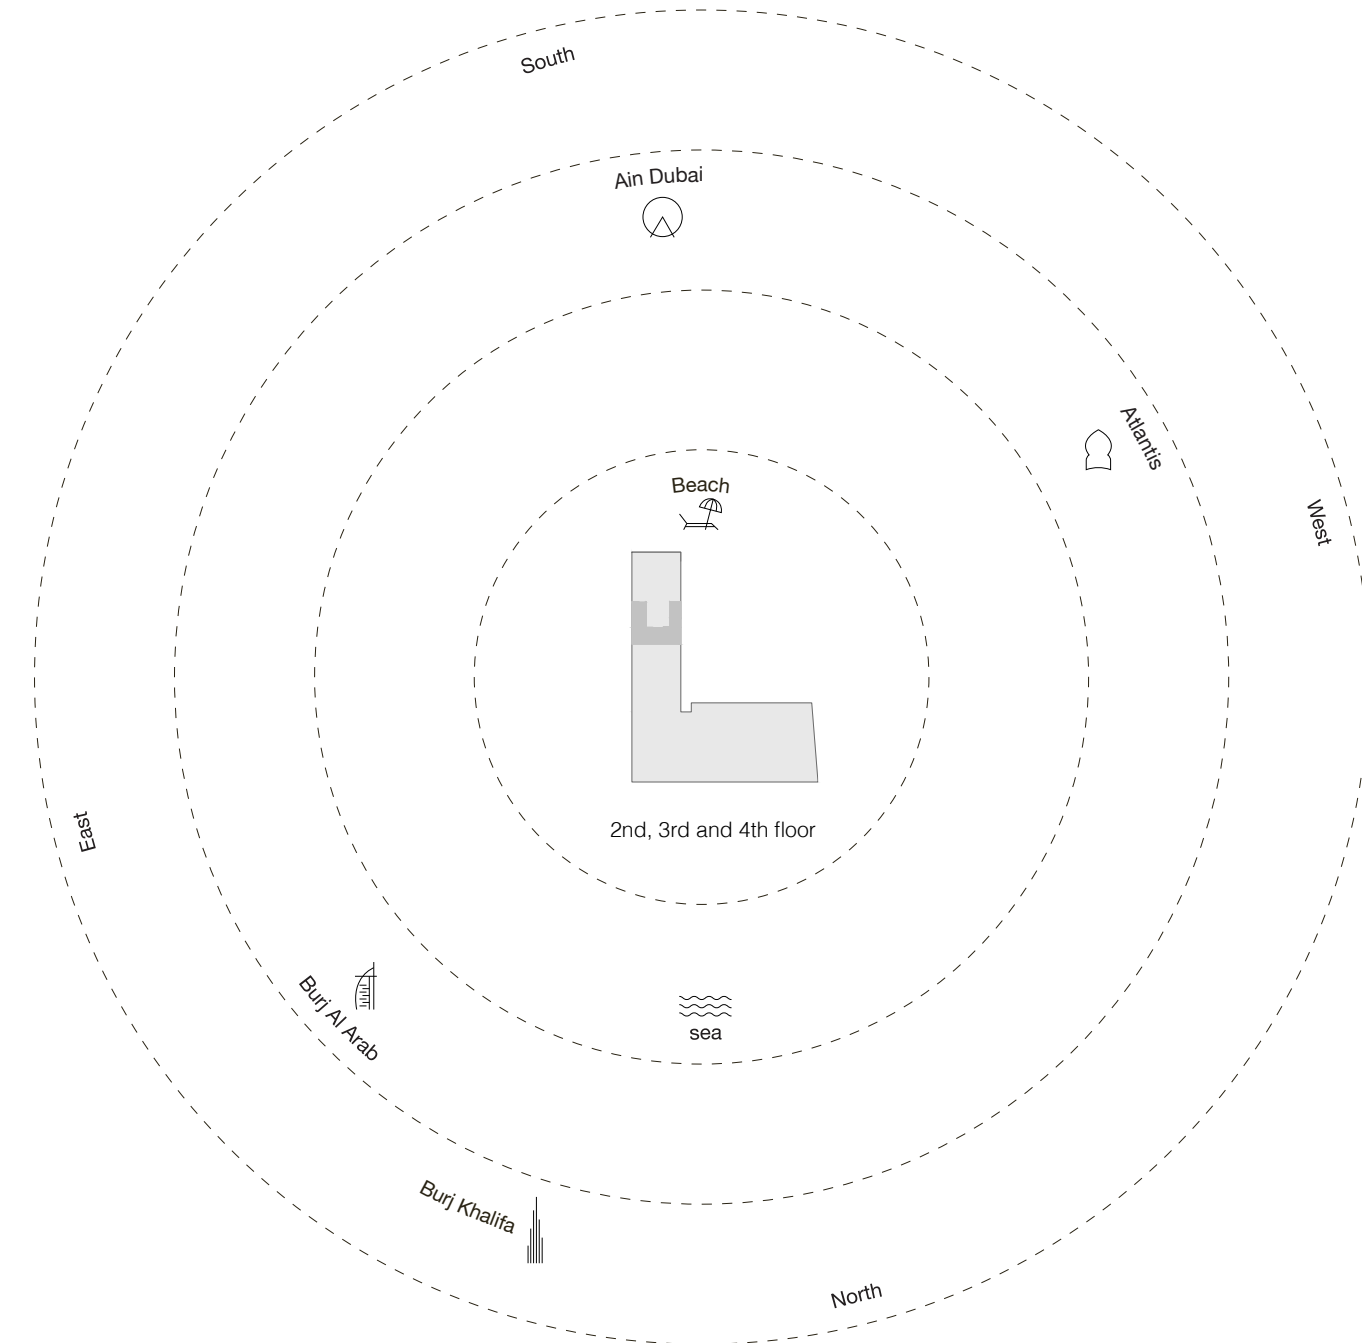 South
Ain Dubai
Atlantis
Beach
West
2nd, 3rd and 4th floor
East
Burj Al Arab
sea
Burj Khalifa
North